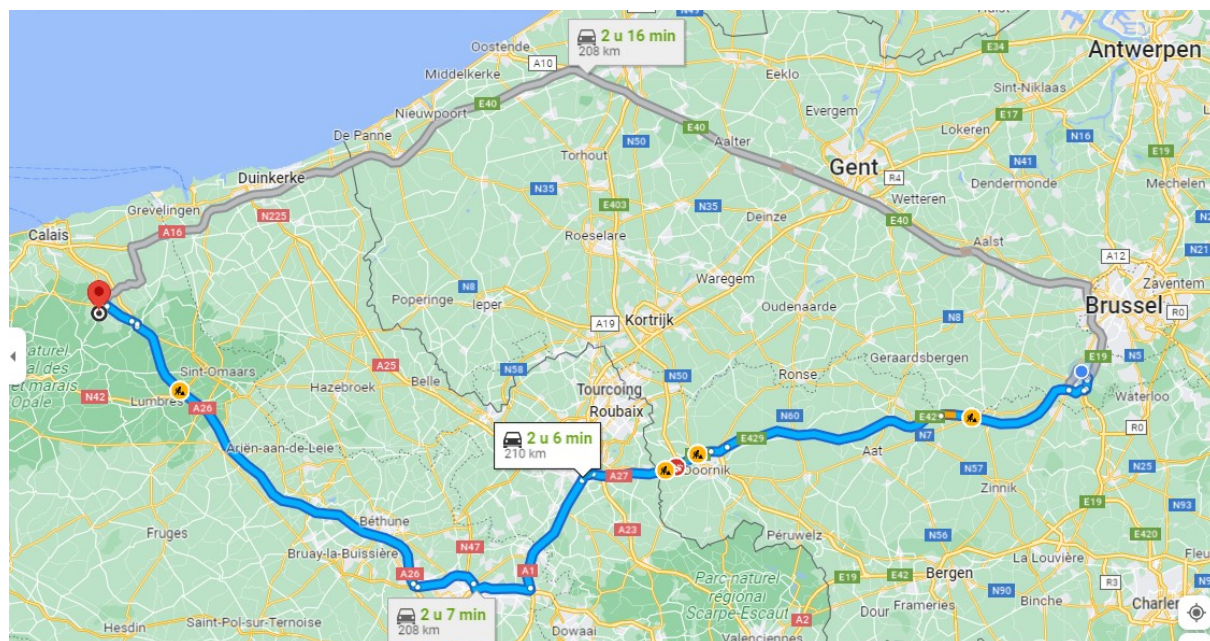 Oostende
2 u 16 min
208 km
E34
Antwerpen
A10
Middelkerke
Eeklo
Sint-Niklaas
Nieuwpoort
E40
Evergem
E17
De Panne
E40
Aalter
Lokeren
N16
Torhout
N50
Gent
E19
Duinkerke
R4
N41
Dendermonde
Mechelen
Grevelingen
N35
E403
N35
Deinze
Wetteren
Calais
N225
A16
Roeselare
E40
Aalst
N21
A12
Zaventem
Waregem
Poperinge
N8
Ieper
Oudenaarde
Brussel
R0
Kortrijk
N8
A19
Geraardsbergen
E19
N5
A25
Sint-Omaars
Hazebroek
Belle
N58
N50
Ronse
Tourcoing
Waterloo
N42
Lumbres
A26
Roubaix
N60
E42
R0
2 u 6 min
210 km
E429
N7
Ariën-aan-de-Leie
Aat
A27
Doornik
N57
N25
Zinnik
E19
N93
Béthune
A23
Fruges
Péruwelz
N56
E420
Bruay-la-Buissière
N47
La Louvière
A26
A1
Parc naturel
régional
Scarpe-Escaut
E19
E42
Bergen
R3
2 u 7 min
208 km
N90
Binche
Hesdin
Saint-Pol-sur-Ternoise
Dowaai
A2
Dour
Frameries
Valenciennes